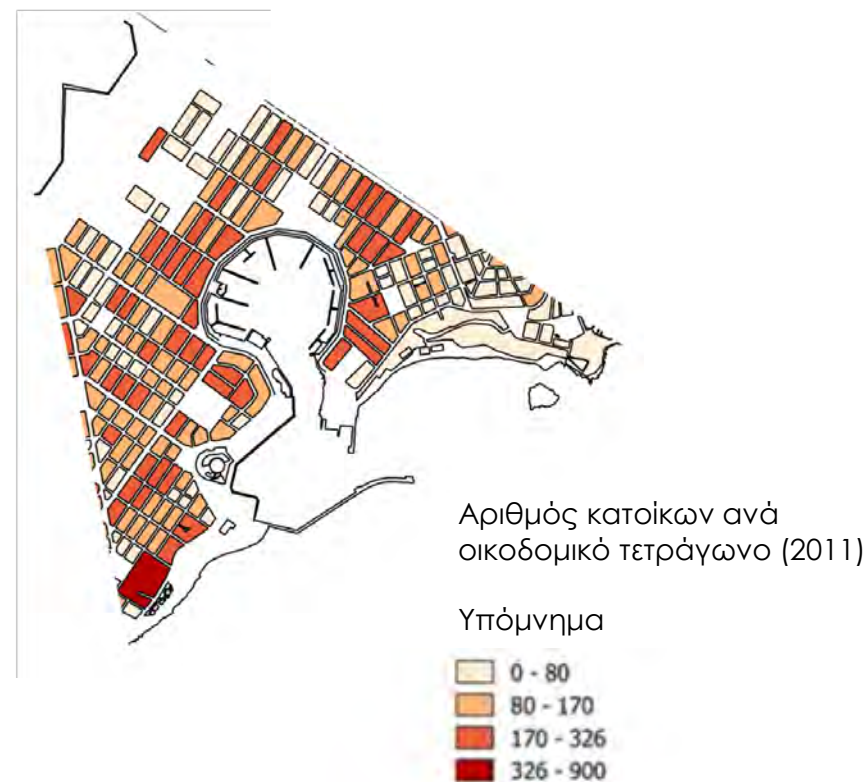 Αριθμός κατοίκων ανά
οικοδομικό τετράγωνο (2011)
Υπόμνημα
0 - 80
80 - 170
170 - 326
326 - 900